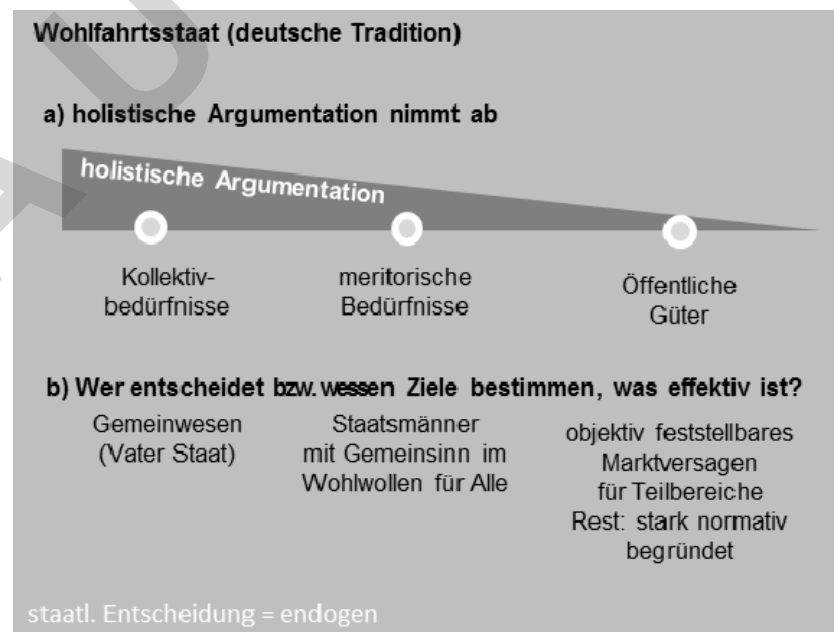 Wohlfahrtsstaat (deutsche Tradition)
a) holistische Argumentation nimmt ab
holistische Argumentation
Kollektiv-
bedürfnisse
meritorische
Bedürfnisse
Öffentliche
Güter
b) Wer entscheidet bzw. wessen Ziele bestimmen, was effektiv ist?
Gemeinwesen
(Vater Staat)
Staatsmänner
mit Gemeinsinn im
Wohlwollen für Alle
objektiv feststellbares
Marktversagen
für Teilbereiche
Rest: stark normativ
begründet
staatl. Entscheidung = endogen